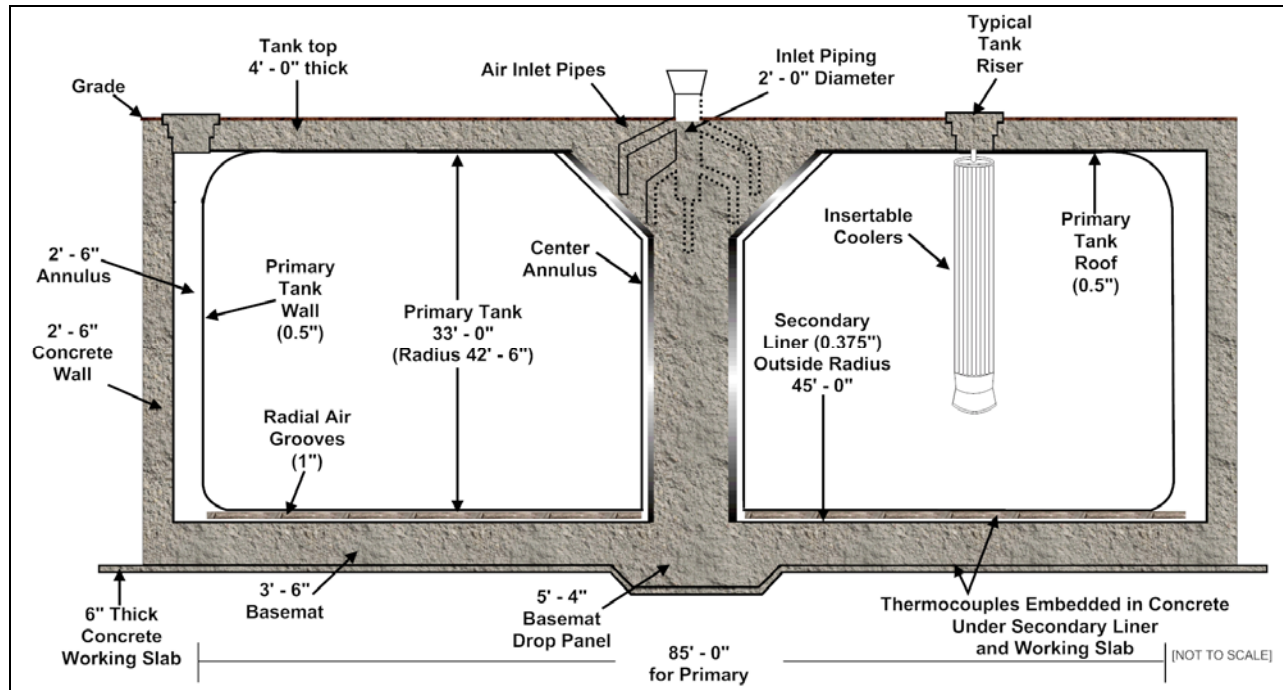 Tank top
4' - 0" thick
Grade
Air Inlet Pipes
Inlet Piping
2' - 0" Diameter
Typical
Tank
Riser
2' - 6"
Annulus
Primary
Tank
Wall
(0.5")
2' - 6"
Concrete
Wall
Primary Tank
33' - 0"
(Radius 42' - 6")
Center
Annulus
Insertable
Coolers
Primary
Tank
Roof
(0.5")
Secondary
Liner (0.375")
Outside Radius
45' - 0"
Radial Air
Grooves
(1")
6" Thick
Concrete
Working Slab
3' - 6"
Basemat
5' - 4"
Basemat
Drop Panel
Thermocouples Embedded in Concrete
Under Secondary Liner
and Working Slab
85' - 0"
for Primary
[NOT TO SCALE]